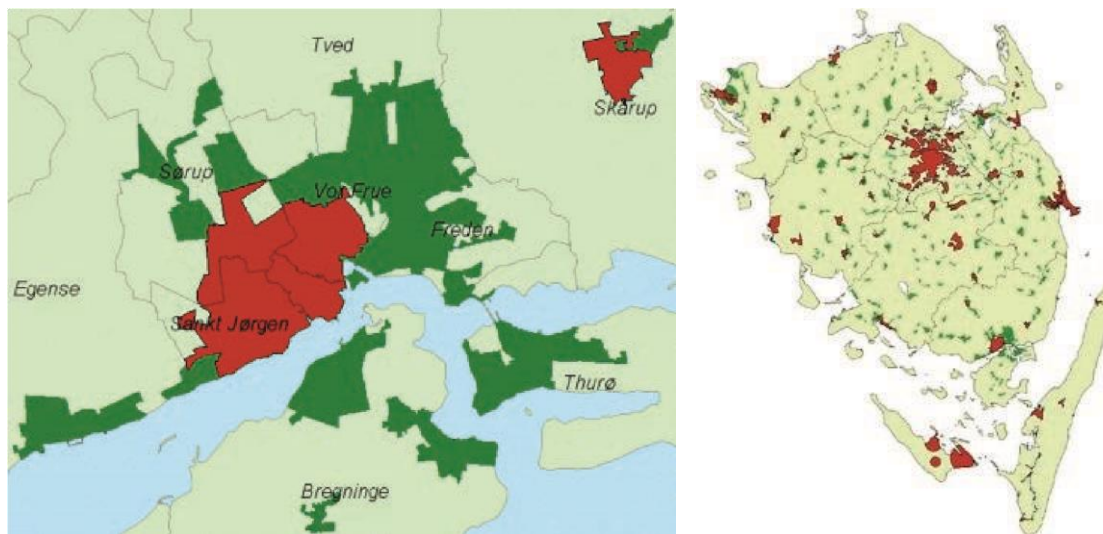 Tved
Skårup
Sørup
Vor Frue
Freden
Egense
Sankt Jørgen
Thurø
Bregninge